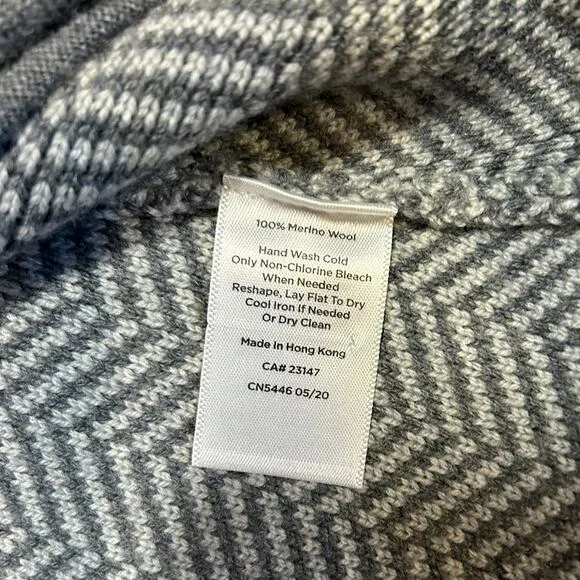 100% Merino Wool
Hand Wash Cold
Only Non-Chlorine Bleach
When Needed
Reshape, Lay Flat To Dry
Cool Iron If Needed
Or Dry Clean
Made In Hong Kong
CA# 23147
CN5446 05/20